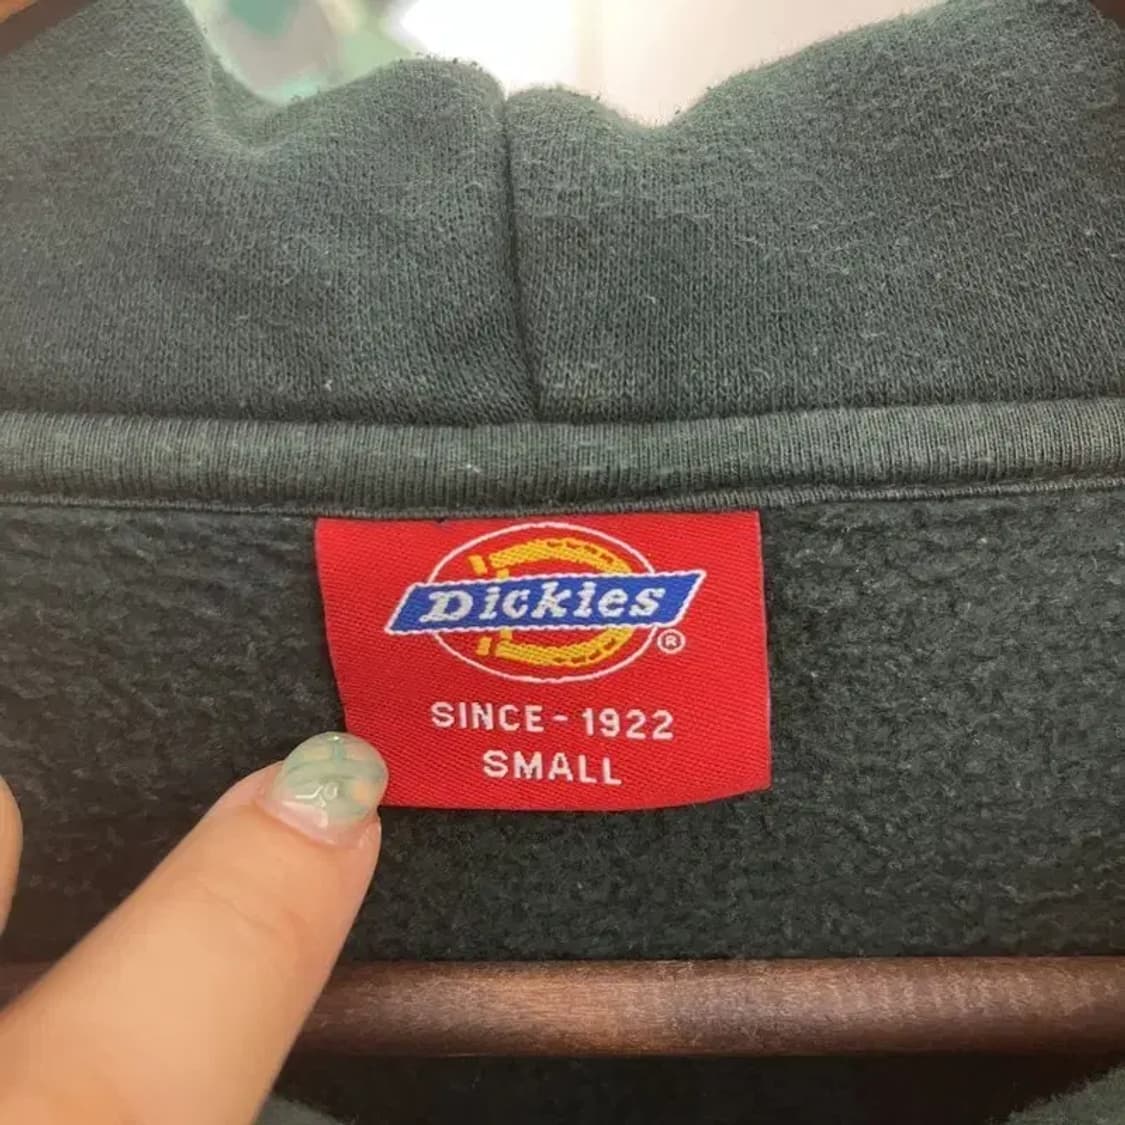 Dickies
®
SINCE - 1922
SMALL